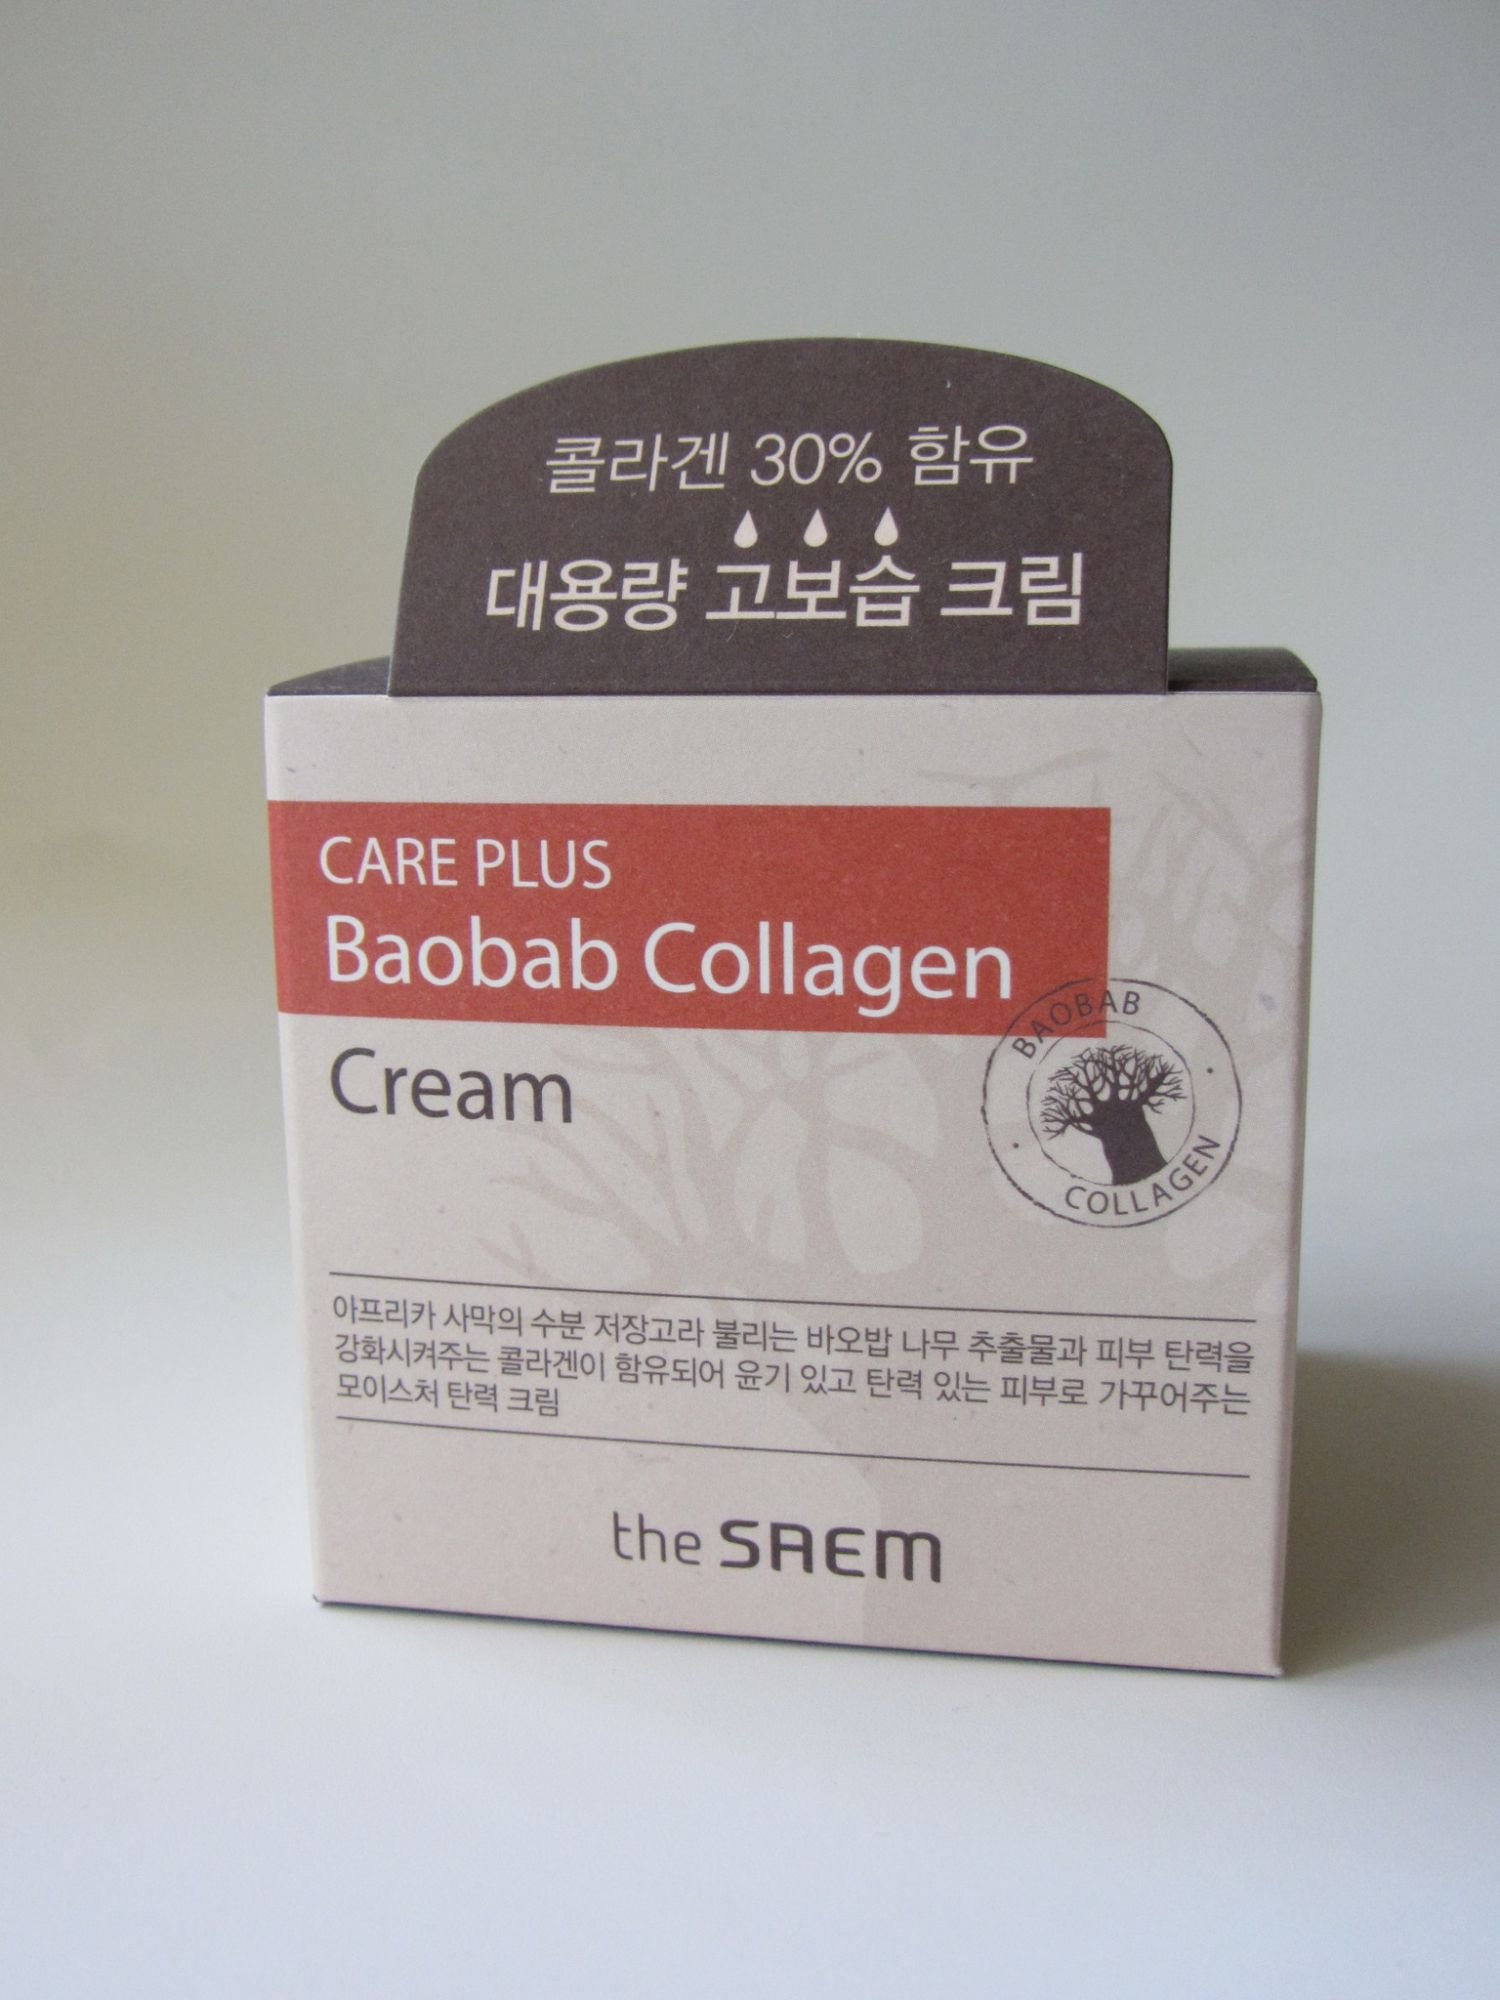 콜라겐 30% 함유
대용량 고보습 크림
CARE PLUS
Baobab Collagen
Cream
BAOBAB
COLLAGEN
아프리카 사막의 수분 저장고라 불리는 바오밥 나무 추출물과 피부 탄력을
강화시켜주는 콜라겐이 함유되어 윤기 있고 탄력 있는 피부로 가꾸어주는
모이스처 탄력 크림
the SAEM